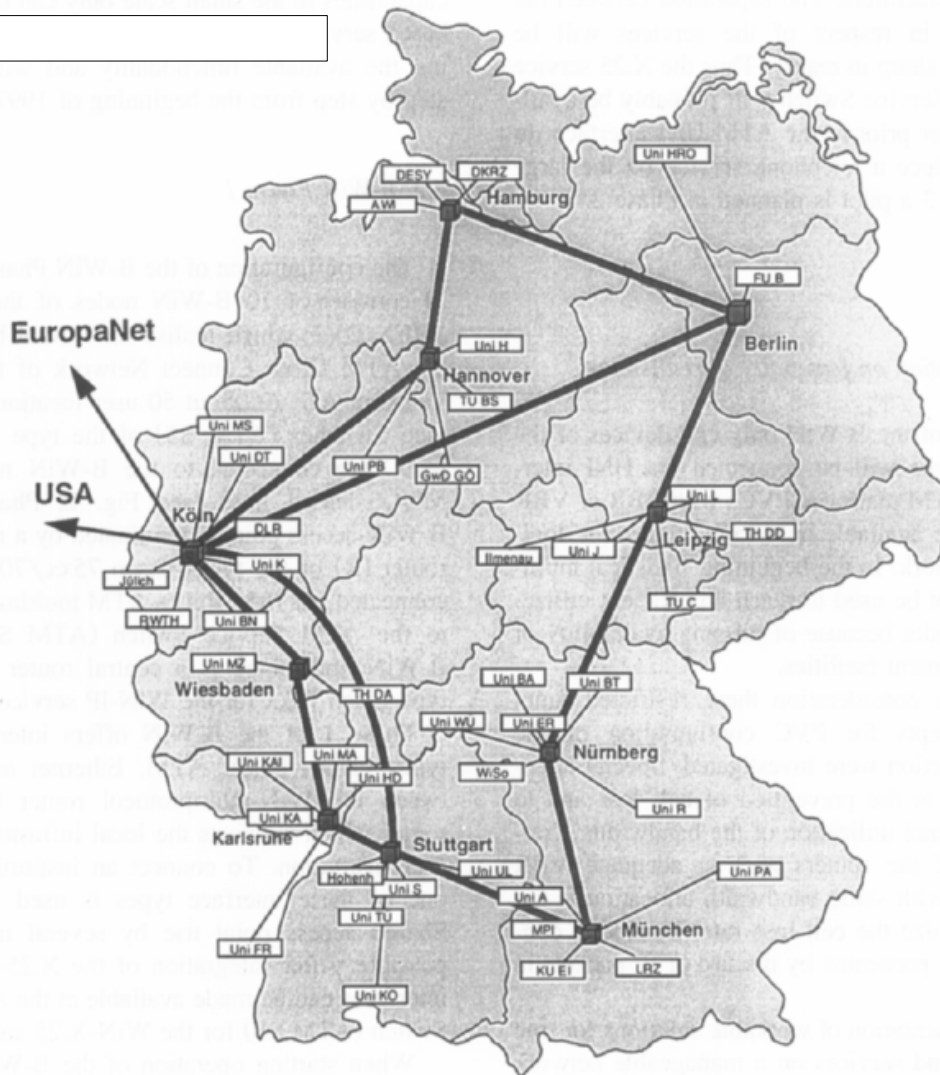 DESY
DKRZ
AWI
Hamburg
Uni HRO
FU B
EuropaNet
Uni H
Berlin
Hannover
TU BS
Uni MS
Uni DT
Uni PB
GwD GÖ
USA
Köln
DLR
Uni L
Leipzig
TH DD
Uni J
Ilmenau
Uni K
Jülich
TU C
RWTH
Uni BN
Uni MZ
Wiesbaden
TH DA
Uni BA
Uni BT
Uni WÜ
Uni ER
Nürnberg
Uni MA
Uni KAI
WiSo
Uni HD
Uni R
Uni KA
Karlsruhe
Stuttgart
Hohenh
Uni UL
Uni PA
Uni S
Uni A
Uni TÜ
MPI
München
Uni FR
KU EI
LRZ
Uni KO